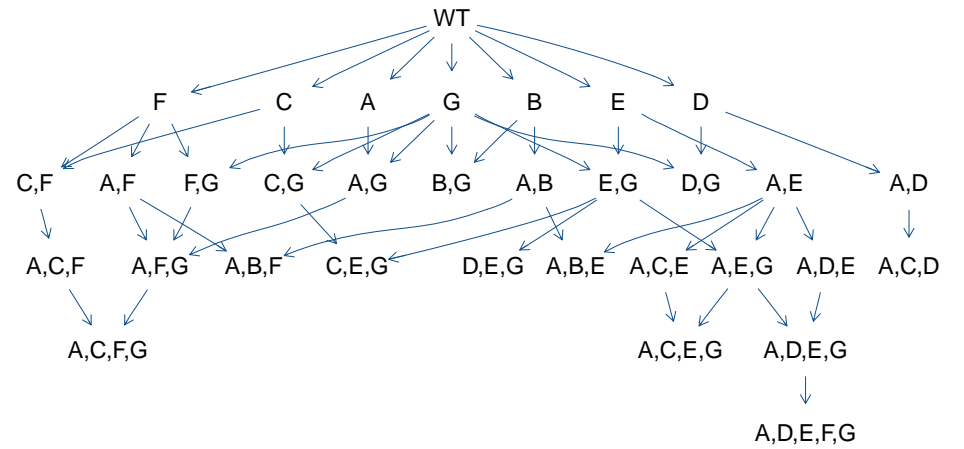 WT
F C A G B E D
C,F A,F F,G C,G A,G B,G A,B E,G D,G A,E A,D
A,C,F A,F,G A,B,F C,E,G D,E,G A,B,E A,C,E A,E,G A,D,E A,C,D
A,C,F,G A,C,E,G A,D,E,G
A,D,E,F,G